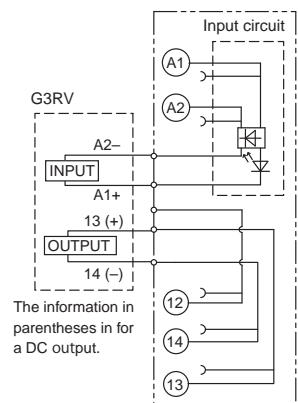 Input circuit
A1
G3RV
A2
A2–
INPUT
A1+
13 (+)
OUTPUT
14 (–)
12
The information in
parentheses in for
a DC output.
14
13